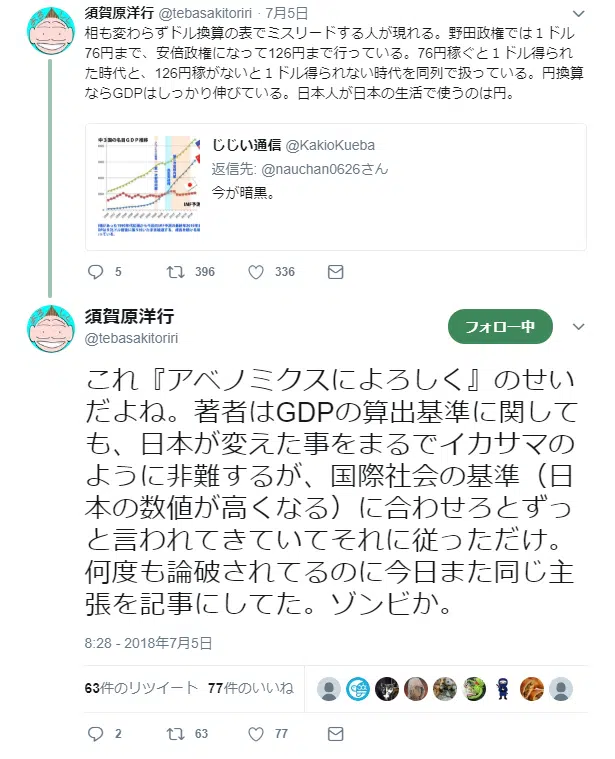 須賀原洋行 @tebasakitoriri · 7月5日
相も変わらずドル換算の表でミスリードする人が現れる。野田政権では１ドル
76円まで、安倍政権になって126円まで行っている。76円稼ぐと１ドル得られ
た時代と、126円稼がないと１ドル得られない時代を同列で扱っている。円換算
ならGDPはしっかり伸びている。日本人が日本の生活で使うのは円。
じじい通信 @KakioKueba
返信先: @nauchan0626さん
今が暗黒。
5 396 336
須賀原洋行
@tebasakitoriri
フォロー中
これ『アベノミクスによろしく』のせい
だよね。著者はGDPの算出基準に関して
も、日本が変えた事をまるでイカサマの
ように非難するが、国際社会の基準（日
本の数値が高くなる）に合わせろとずっ
と言われてきていてそれに従っただけ。
何度も論破されてるのに今日また同じ主
張を記事にしてた。ゾンビか。
8:28 - 2018年7月5日
63件のリツイート 77件のいいね
2 63 77